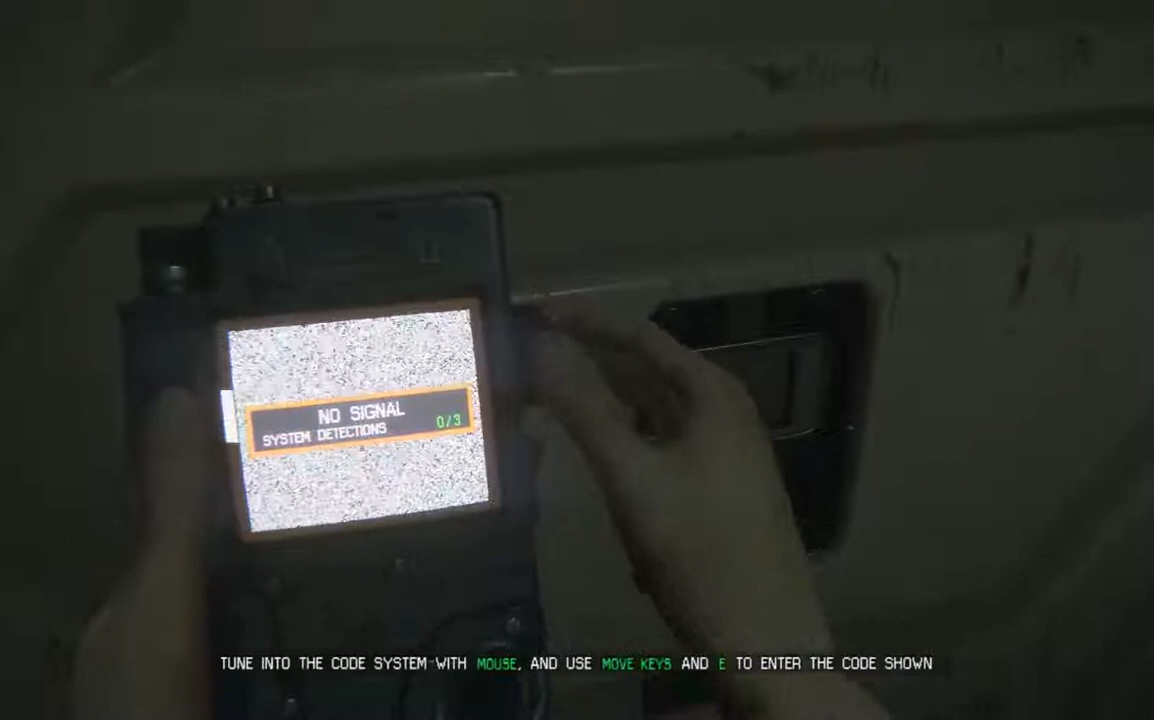 NO SIGNAL
SYSTEM DETECTIONS 0/3
TUNE INTO THE CODE SYSTEM WITH MOUSE, AND USE MOVE KEYS AND E TO ENTER THE CODE SHOWN